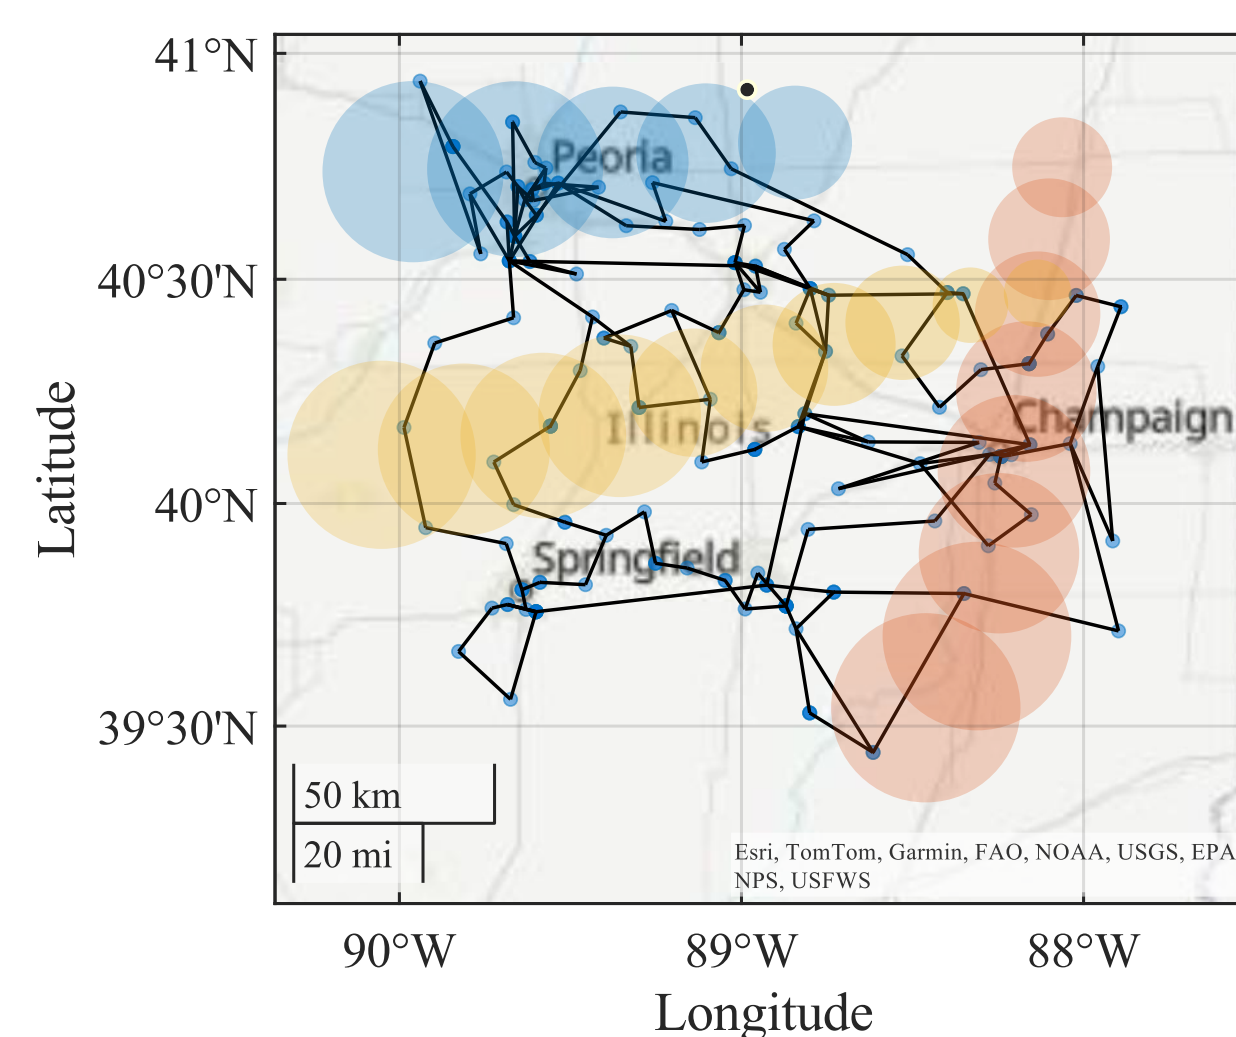 41°N
40°30'N
40°N
39°30'N
Latitude
Peoria
Illinois
Champaign
Springfield
50 km
20 mi
Esri, TomTom, Garmin, FAO, NOAA, USGS, EPA
NPS, USFWS
90°W
89°W
88°W
Longitude